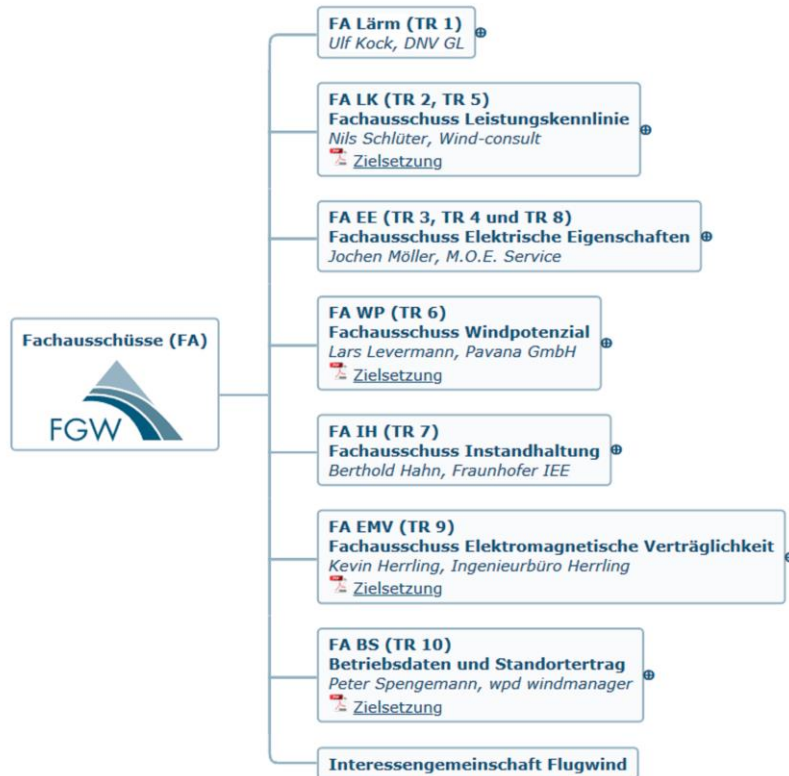 Fachausschüsse (FA)
FGW
FA Lärm (TR 1)
Ulf Kock, DNV GL
FA LK (TR 2, TR 5)
Fachausschuss Leistungskennlinie
Nils Schlüter, Wind-consult
Zielsetzung
FA EE (TR 3, TR 4 und TR 8)
Fachausschuss Elektrische Eigenschaften
Jochen Möller, M.O.E. Service
FA WP (TR 6)
Fachausschuss Windpotenzial
Lars Levermann, Pavana GmbH
Zielsetzung
FA IH (TR 7)
Fachausschuss Instandhaltung
Berthold Hahn, Fraunhofer IEE
FA EMV (TR 9)
Fachausschuss Elektromagnetische Verträglichkeit
Kevin Herrling, Ingenieurbüro Herrling
Zielsetzung
FA BS (TR 10)
Betriebsdaten und Standortertrag
Peter Spengemann, wpd windmanager
Zielsetzung
Interessengemeinschaft Flugwind